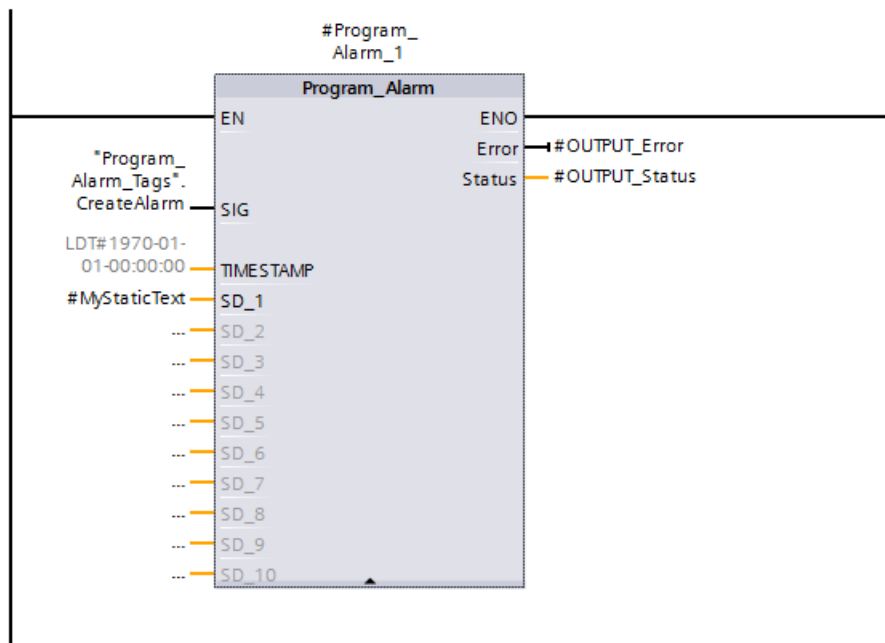 #Program_
Alarm_1
Program_Alarm
EN
ENO
Error
#OUTPUT_Error
"Program_
Alarm_Tags".
CreateAlarm
Status
#OUTPUT_Status
SIG
LDT#1970-01-
01-00:00:00
TIMESTAMP
#MyStaticText
SD_1
...
SD_2
...
SD_3
...
SD_4
...
SD_5
...
SD_6
...
SD_7
...
SD_8
...
SD_9
...
SD_10